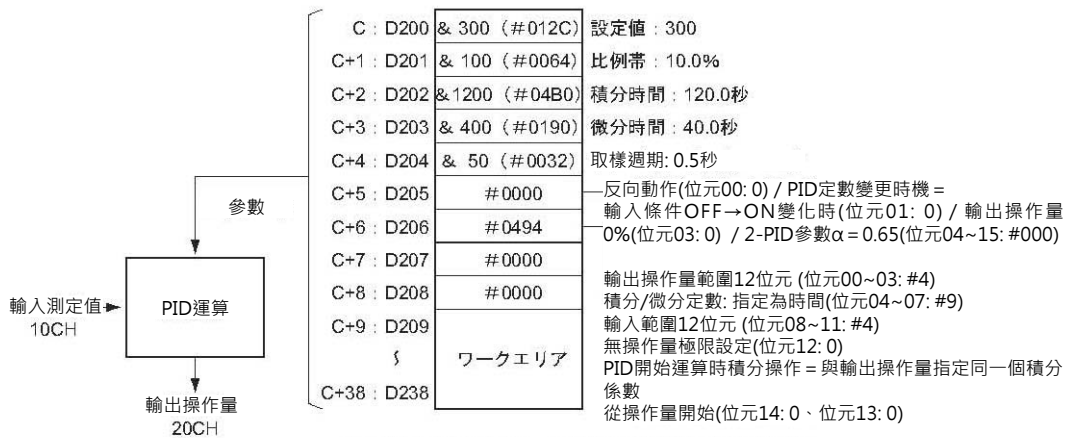 C : D200 & 300 (#012C) 設定値 : 300
C+1 : D201 & 100 (#0064) 比例帯 : 10.0%
C+2 : D202 &1200 (#04B0) 積分時間 : 120.0秒
C+3 : D203 & 400 (#0190) 微分時間 : 40.0秒
C+4 : D204 & 50 (#0032) 取樣週期: 0.5秒
C+5 : D205 #0000
C+6 : D206 #0494
C+7 : D207 #0000
C+8 : D208 #0000
C+9 : D209
∫ ワークエリア
C+38 : D238
反向動作(位元00: 0) / PID定數變更時機=
輸入條件OFF→ON變化時(位元01: 0) / 輸出操作量
0%(位元03: 0) / 2-PID參數α=0.65(位元04~15: #000)
輸出操作量範圍12位元 (位元00~03: #4)
積分/微分定數: 指定為時間(位元04~07: #9)
輸入範圍12位元 (位元08~11: #4)
無操作量極限設定(位元12: 0)
PID開始運算時積分操作=與輸出操作量指定同一個積分
係數
從操作量開始(位元14: 0、位元13: 0)
參數
輸入測定值
10CH
PID運算
輸出操作量
20CH